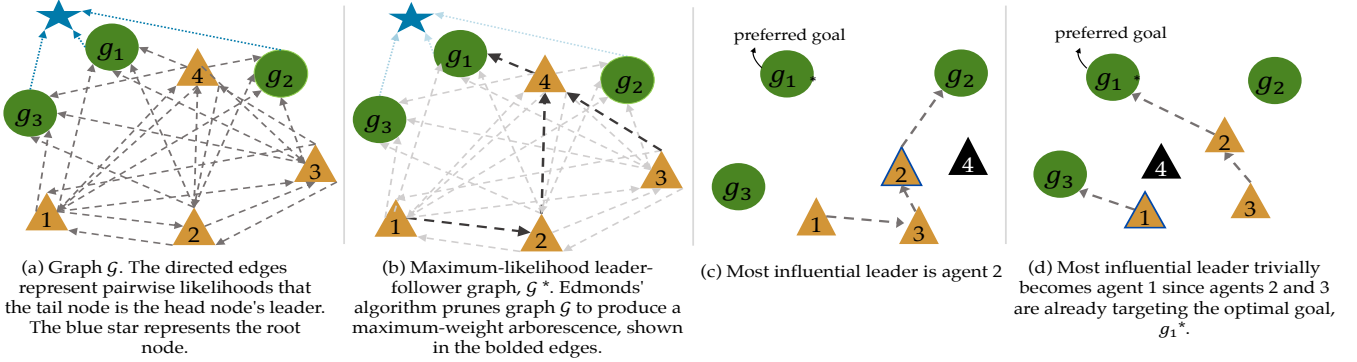 g₁
4
g₂
g₃
3
1
2
(a) Graph 𝒢. The directed edges
represent pairwise likelihoods that
the tail node is the head node's leader.
The blue star represents the root
node.
g₁
4
g₂
g₃
3
1
2
(b) Maximum-likelihood leader-
follower graph, 𝒢*. Edmonds'
algorithm prunes graph 𝒢 to produce a
maximum-weight arborescence, shown
in the bolded edges.
preferred goal
g₁*
g₂
2
4
g₃
1
3
(c) Most influential leader is agent 2
preferred goal
g₁*
g₂
2
4
g₃
1
3
(d) Most influential leader trivially
becomes agent 1 since agents 2 and 3
are already targeting the optimal goal,
g₁*.